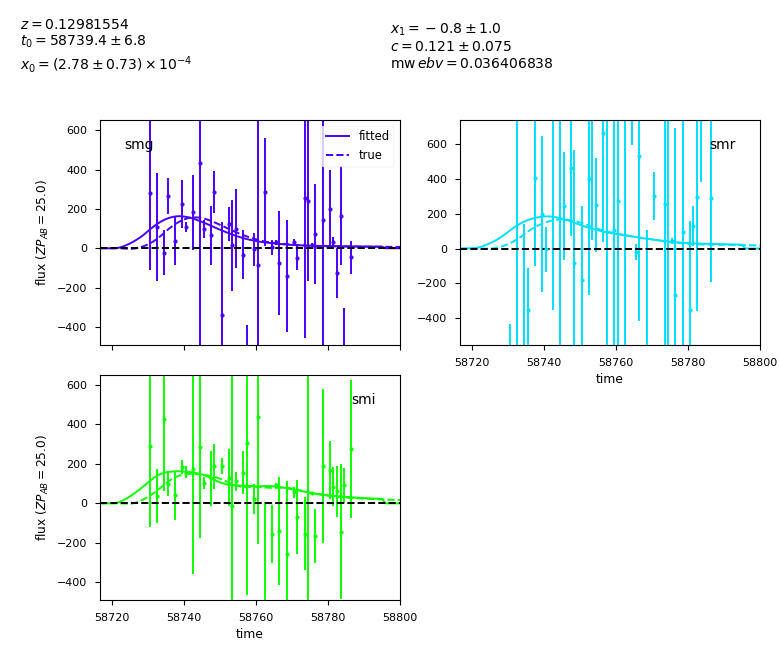 z = 0.12981554
t₀ = 58739.4 ± 6.8
x₀ = (2.78 ± 0.73) × 10⁻⁴
x₁ = −0.8 ± 1.0
c = 0.121 ± 0.075
mw ebv = 0.036406838
smg
fitted
true
600
400
200
0
−200
−400
flux (ZP_AB = 25.0)
smr
600
400
200
0
−200
−400
58720 58740 58760 58780 58800
time
smi
600
400
200
0
−200
−400
flux (ZP_AB = 25.0)
58720 58740 58760 58780 58800
time